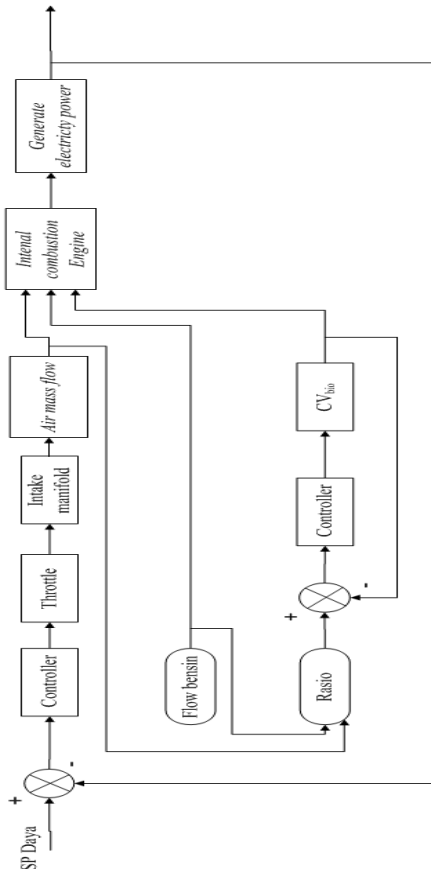 SP Daya
+
-
Controller
Throttle
Intake
manifold
Air mass flow
Intenal
combustion
Engine
Generate
electricty power
Flow bensin
Rasio
+
-
Controller
CVbio